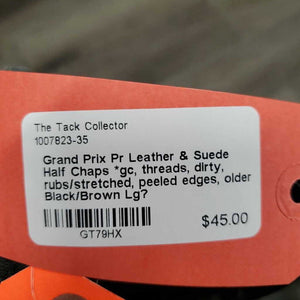 The Tack Collector
1007823-35
Grand Prix Pr Leather & Suede
Half Chaps *gc, threads, dirty,
rubs/stretched, peeled edges, older
Black/Brown Lg?
$45.00
GT79HX